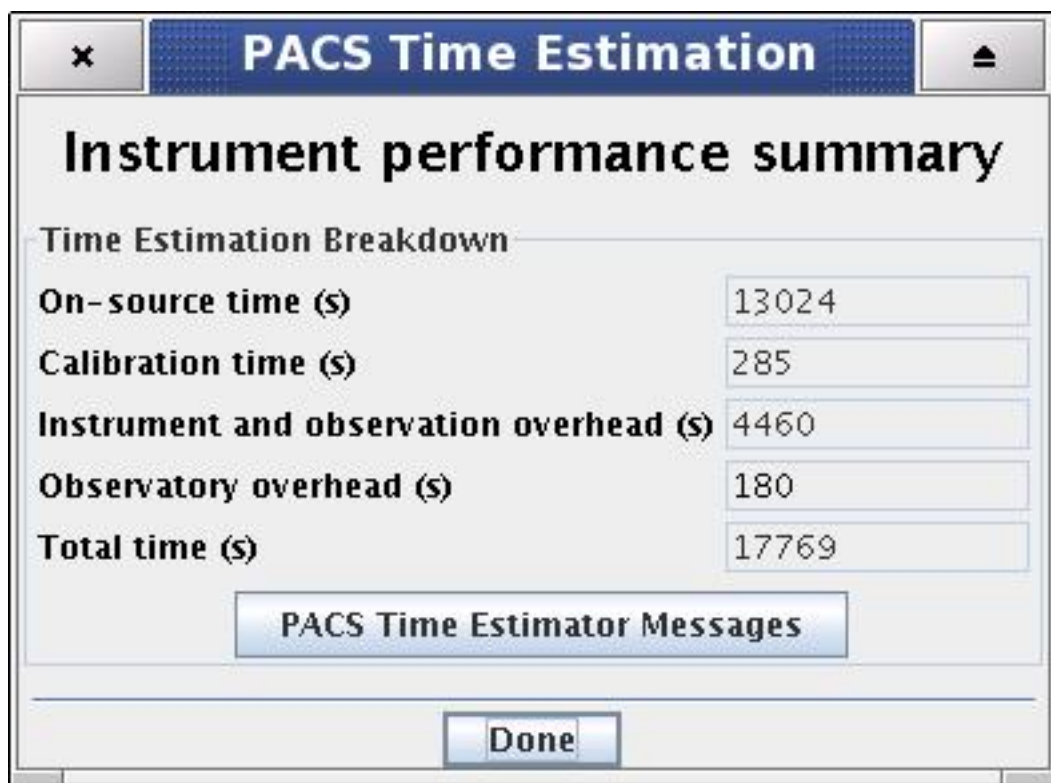 PACS Time Estimation
Instrument performance summary
Time Estimation Breakdown
On-source time (s) 13024
Calibration time (s) 285
Instrument and observation overhead (s) 4460
Observatory overhead (s) 180
Total time (s) 17769
PACS Time Estimator Messages
Done